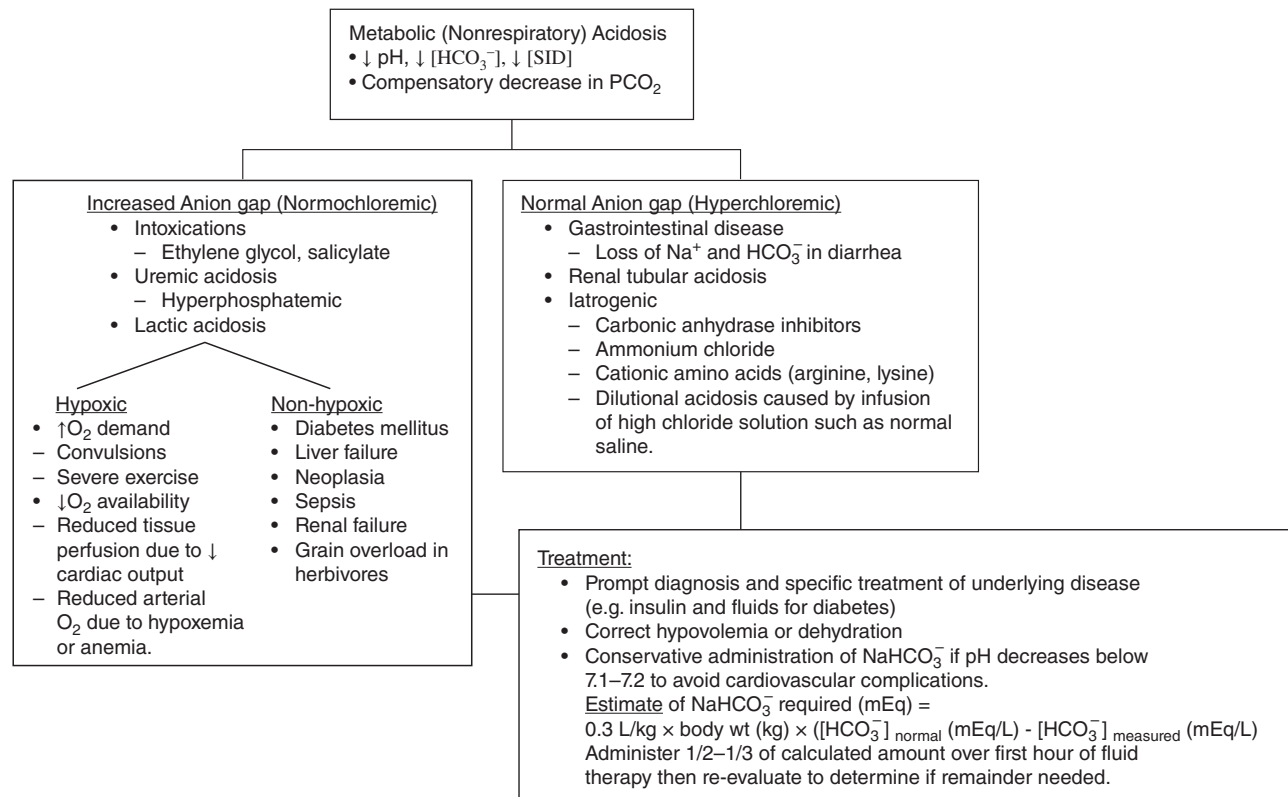 Metabolic (Nonrespiratory) Acidosis
• ↓ pH, ↓ [HCO₃⁻], ↓ [SID]
• Compensatory decrease in PCO₂
Increased Anion gap (Normochloremic)
• Intoxications
– Ethylene glycol, salicylate
• Uremic acidosis
– Hyperphosphatemic
• Lactic acidosis
Hypoxic
• ↑O₂ demand
– Convulsions
– Severe exercise
• ↓O₂ availability
– Reduced tissue
perfusion due to ↓
cardiac output
– Reduced arterial
O₂ due to hypoxemia
or anemia.
Non-hypoxic
• Diabetes mellitus
• Liver failure
• Neoplasia
• Sepsis
• Renal failure
• Grain overload in
herbivores
Normal Anion gap (Hyperchloremic)
• Gastrointestinal disease
– Loss of Na⁺ and HCO₃⁻ in diarrhea
• Renal tubular acidosis
• Iatrogenic
– Carbonic anhydrase inhibitors
– Ammonium chloride
– Cationic amino acids (arginine, lysine)
– Dilutional acidosis caused by infusion
of high chloride solution such as normal
saline.
Treatment:
• Prompt diagnosis and specific treatment of underlying disease
(e.g. insulin and fluids for diabetes)
• Correct hypovolemia or dehydration
• Conservative administration of NaHCO₃⁻ if pH decreases below
7.1–7.2 to avoid cardiovascular complications.
Estimate of NaHCO₃⁻ required (mEq) =
0.3 L/kg × body wt (kg) × ([HCO₃⁻] normal (mEq/L) - [HCO₃⁻] measured (mEq/L)
Administer 1/2–1/3 of calculated amount over first hour of fluid
therapy then re-evaluate to determine if remainder needed.